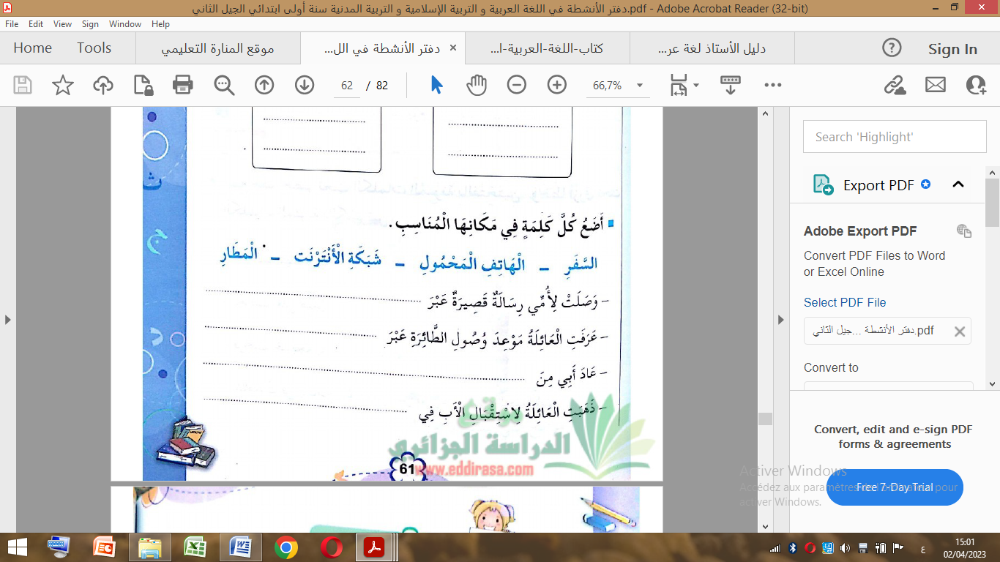 دفتر الأنشطة في اللغة العربية و التربية الإسلامية و التربية المدنية سنة أولى ابتدائي الجيل الثاني.pdf - Adobe Acrobat Reader (32-bit)
File Edit View Sign Window Help
Home Tools موقع المنارة التعليمي دفتر الأنشطة في الل... كتاب-اللغة-العربية-ا... دليل الأستاذ لغة عر... Sign In
62 / 82 66,7%
Search 'Highlight'
Export PDF
Adobe Export PDF
Convert PDF Files to Word
or Excel Online
Select PDF File
دفتر الأنشطة ...جيل الثاني.pdf
Convert to
Convert, edit and e-sign PDF
forms & agreements
Free 7-Day Trial
Activer Windows
Accédez aux paramètres de l'ordinateur pour
activer Windows.
أَضَعُ كُلَّ كَلِمَةٍ فِي مَكَانِهَا الْمُنَاسِبِ .
السَّفَرِ – الْهَاتِفِ الْمَحْمُولِ – شَبَكَةِ الْأَنْتَرْنَت – الْمَطَارِ
– وَصَلَتْ لِأُمِّي رِسَالَةٌ قَصِيرَةٌ عَبْرَ
– عَرَفَتِ الْعَائِلَةُ مَوْعِدَ وُصُولِ الطَّائِرَةِ عَبْرَ
– عَادَ أَبِي مِنَ
– ذَهَبَتِ الْعَائِلَةُ لِاسْتِقْبَالِ الْأَبِ فِي
موقع
الدراسة الجزائري
www.eddirasa.com
61
ث
ع
15:01
02/04/2023